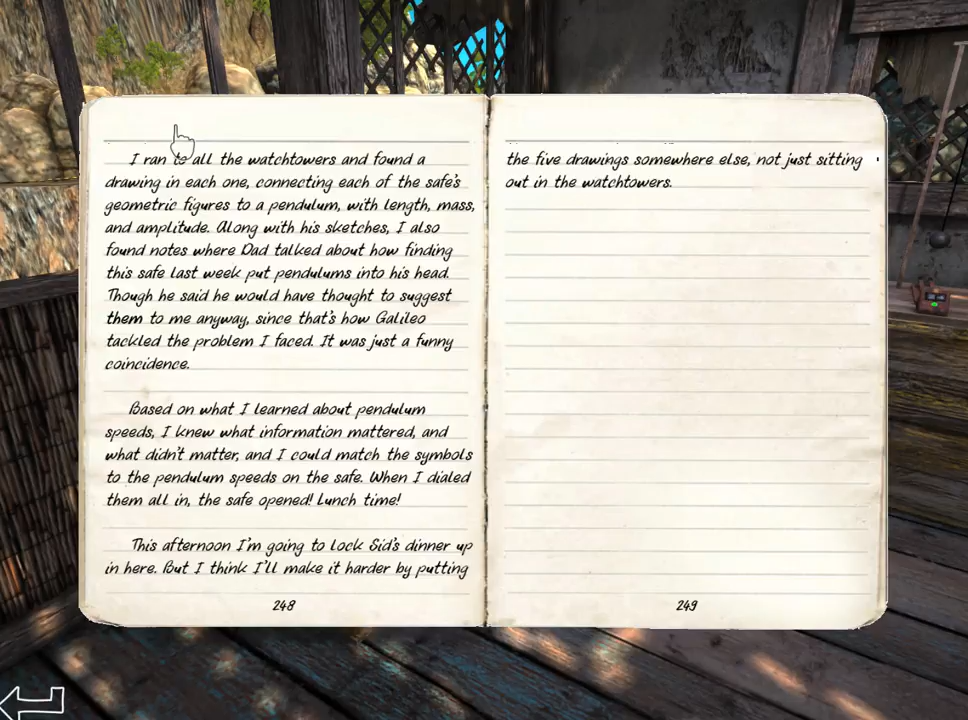 I ran to all the watchtowers and found a
drawing in each one, connecting each of the safe's
geometric figures to a pendulum, with length, mass,
and amplitude. Along with his sketches, I also
found notes where Dad talked about how finding
this safe last week put pendulums into his head.
Though he said he would have thought to suggest
them to me anyway, since that's how Galileo
tackled the problem I faced. It was just a funny
coincidence.
Based on what I learned about pendulum
speeds, I knew what information mattered, and
what didn't matter, and I could match the symbols
to the pendulum speeds on the safe. When I dialed
them all in, the safe opened! Lunch time!
This afternoon I'm going to lock Sid's dinner up
in here. But I think I'll make it harder by putting
248
the five drawings somewhere else, not just sitting
out in the watchtowers.
249